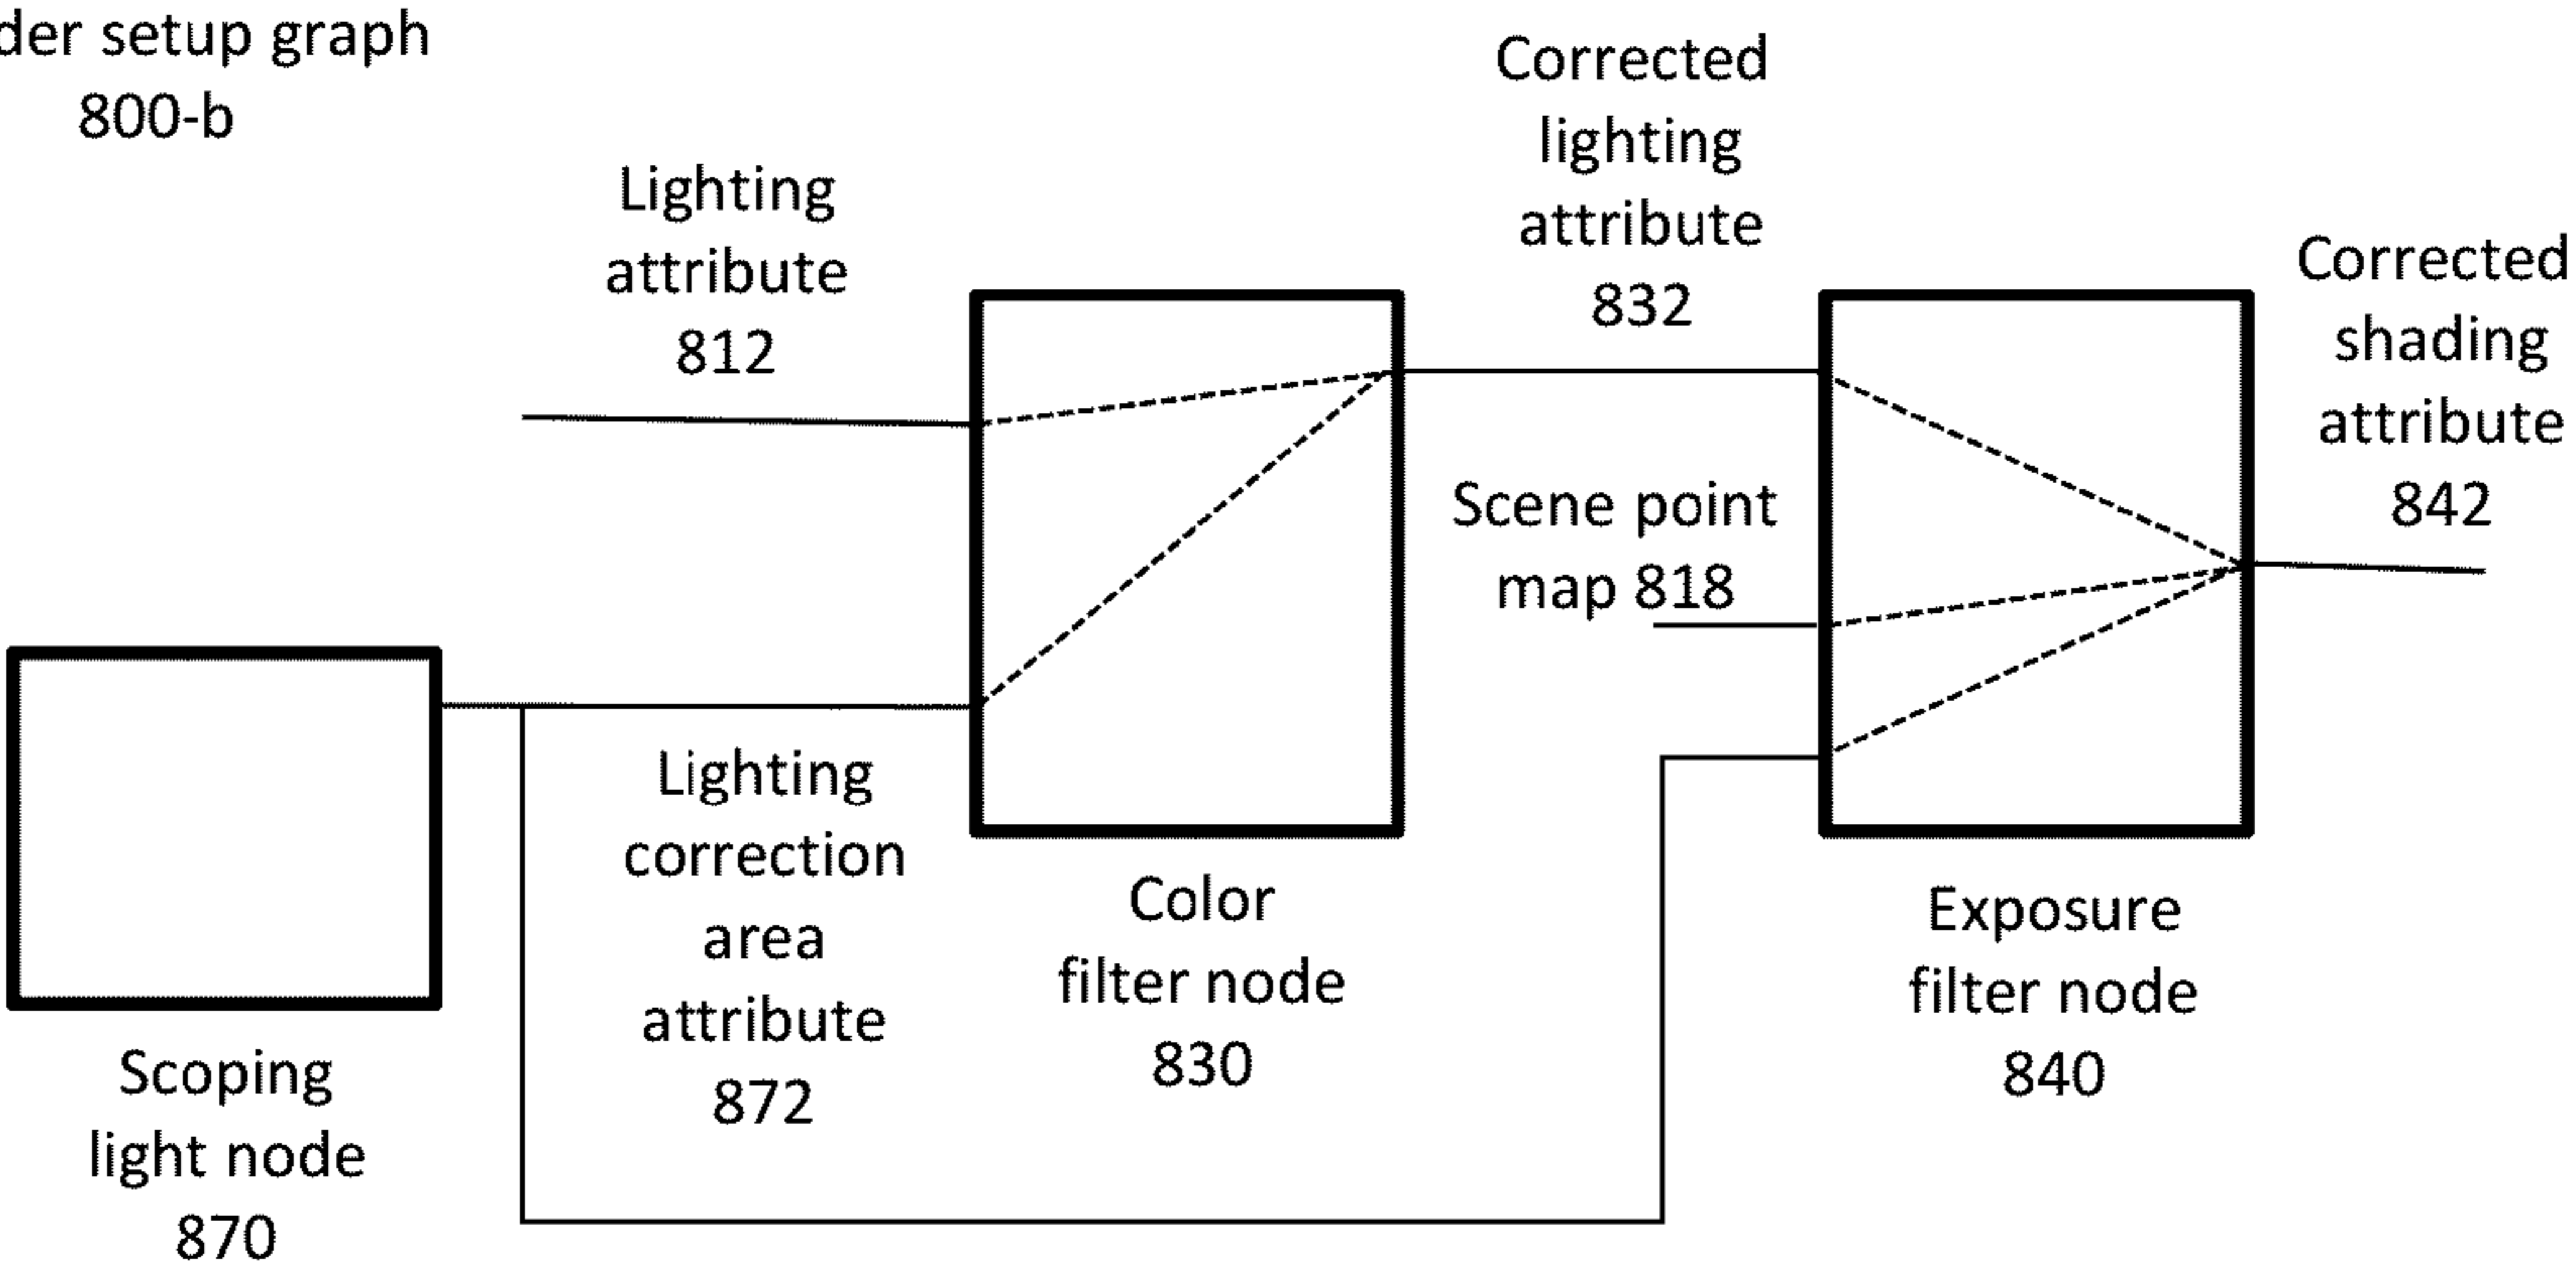 der setup graph
800-b
Lighting
attribute
812
Corrected
lighting
attribute
832
Corrected
shading
attribute
842
Scene point
map 818
Lighting
correction
area
attribute
872
Color
filter node
830
Exposure
filter node
840
Scoping
light node
870